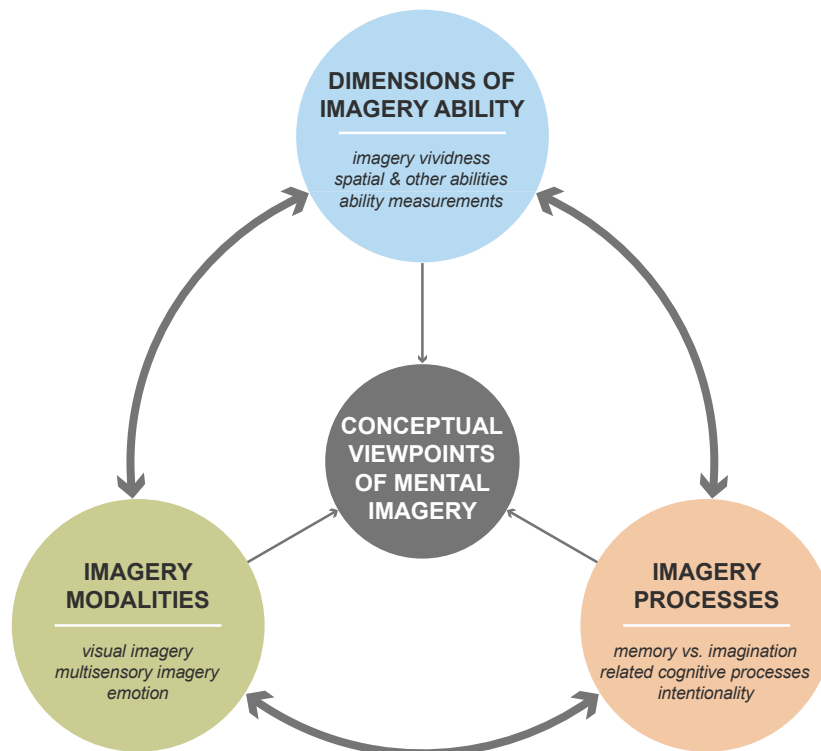 DIMENSIONS OF
IMAGERY ABILITY
imagery vividness
spatial & other abilities
ability measurements
CONCEPTUAL
VIEWPOINTS
OF MENTAL
IMAGERY
IMAGERY
MODALITIES
visual imagery
multisensory imagery
emotion
IMAGERY
PROCESSES
memory vs. imagination
related cognitive processes
intentionality